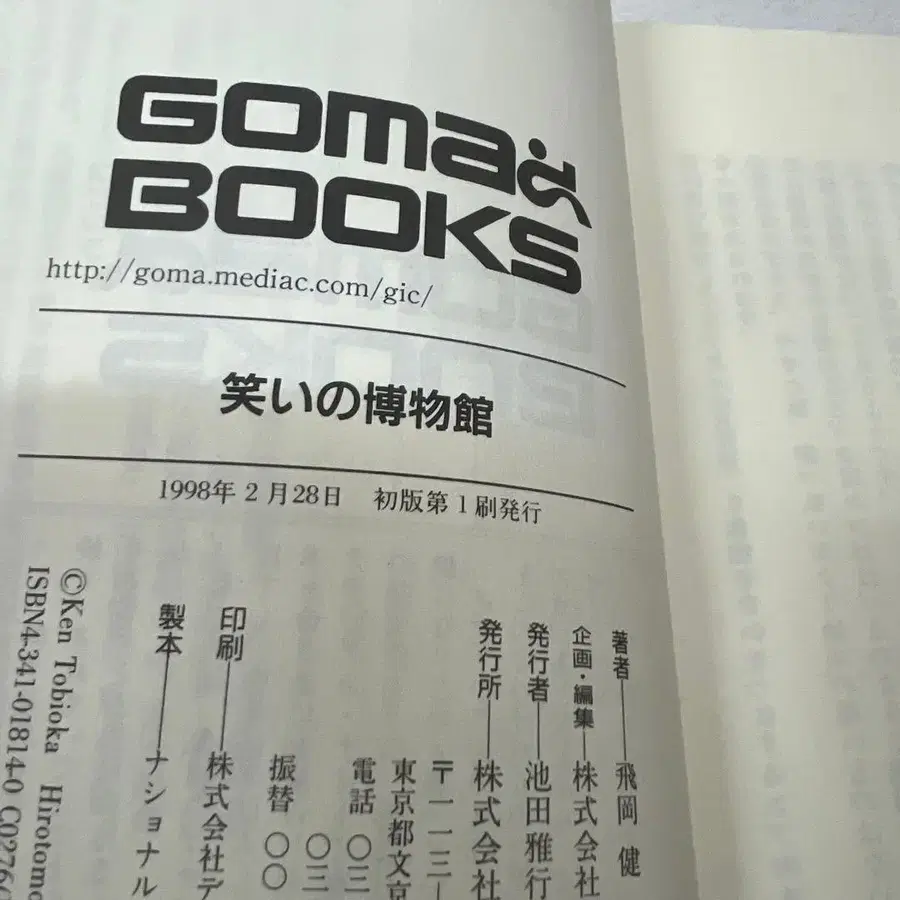 GOMA
BOOKS
http://goma.mediac.com/gic/
笑いの博物館
1998年2月28日 初版第1刷発行
著者―飛岡 健
企画・編集―株式会社
発行者―池田雅行
発行所―株式会社
〒一一三―
東京都文京
電話 〇三
〇三
振替 〇〇
印刷―株式会社デ
製本―ナショナル
©Ken Tobioka Hirotomo
ISBN4-341-01814-0 C0276